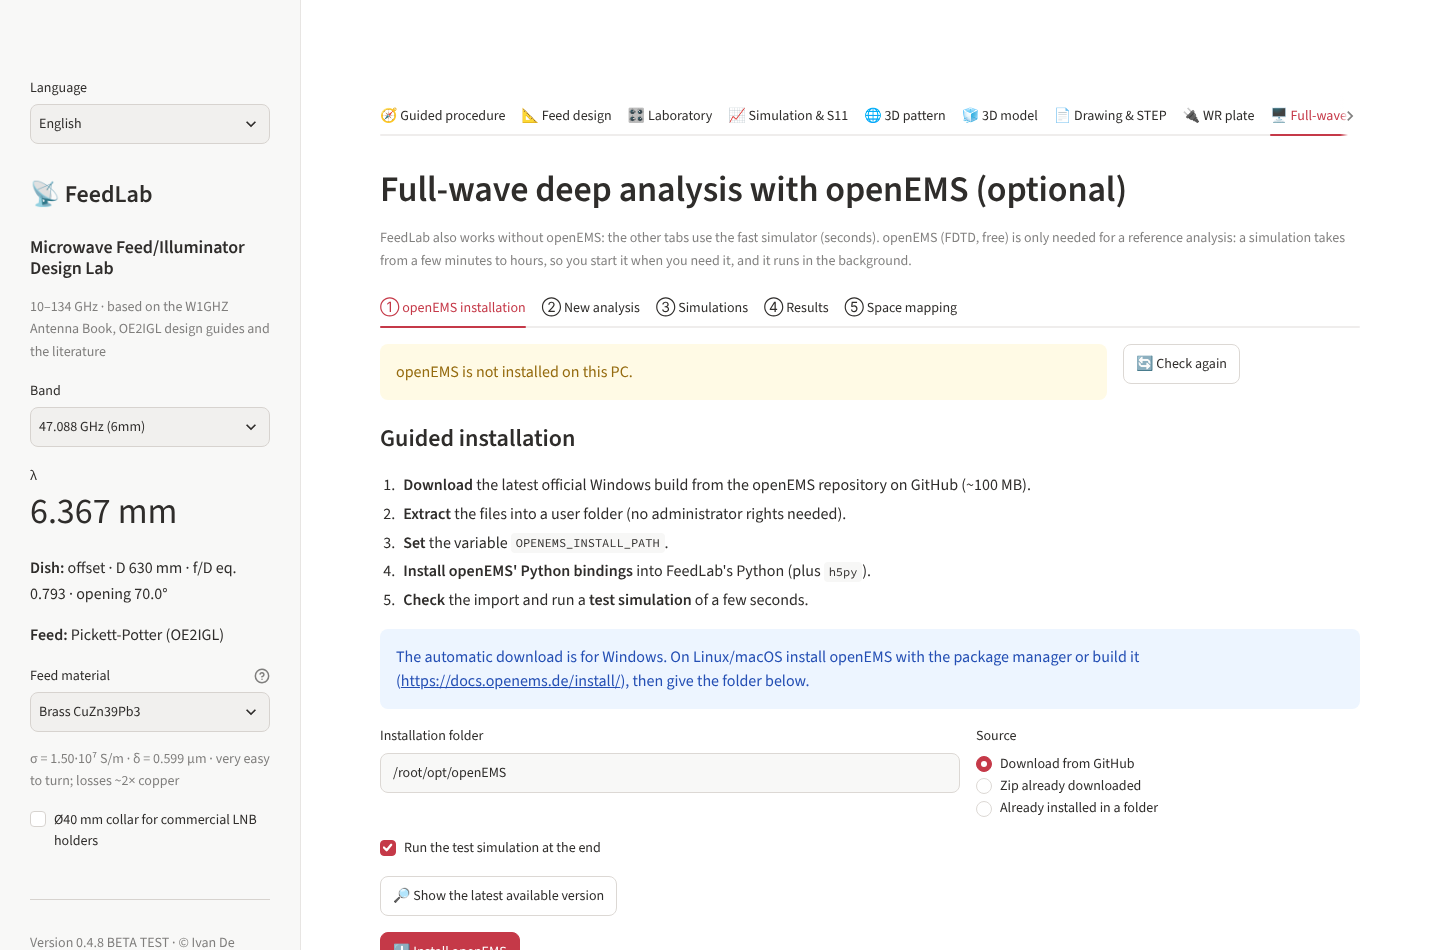 Language
English
📡 FeedLab
Microwave Feed/Illuminator
Design Lab
10–134 GHz · based on the W1GHZ
Antenna Book, OE2IGL design guides and
the literature
Band
47.088 GHz (6mm)
λ
6.367 mm
Dish: offset · D 630 mm · f/D eq.
0.793 · opening 70.0°
Feed: Pickett-Potter (OE2IGL)
Feed material
Brass CuZn39Pb3
σ = 1.50·10⁷ S/m · δ = 0.599 µm · very easy
to turn; losses ~2× copper
Ø40 mm collar for commercial LNB
holders
Version 0.4.8 BETA TEST · © Ivan De
🧭 Guided procedure 📐 Feed design 🎛️ Laboratory 📈 Simulation & S11 🌐 3D pattern 🧊 3D model 📄 Drawing & STEP 🔌 WR plate 🖥️ Full-wave
Full-wave deep analysis with openEMS (optional)
FeedLab also works without openEMS: the other tabs use the fast simulator (seconds). openEMS (FDTD, free) is only needed for a reference analysis: a simulation takes
from a few minutes to hours, so you start it when you need it, and it runs in the background.
① openEMS installation ② New analysis ③ Simulations ④ Results ⑤ Space mapping
openEMS is not installed on this PC.
🔄 Check again
Guided installation
1. Download the latest official Windows build from the openEMS repository on GitHub (~100 MB).
2. Extract the files into a user folder (no administrator rights needed).
3. Set the variable OPENEMS_INSTALL_PATH.
4. Install openEMS' Python bindings into FeedLab's Python (plus h5py).
5. Check the import and run a test simulation of a few seconds.
The automatic download is for Windows. On Linux/macOS install openEMS with the package manager or build it
(https://docs.openems.de/install/), then give the folder below.
Installation folder
/root/opt/openEMS
Source
Download from GitHub
Zip already downloaded
Already installed in a folder
Run the test simulation at the end
🔎 Show the latest available version
⬇️ Install openEMS